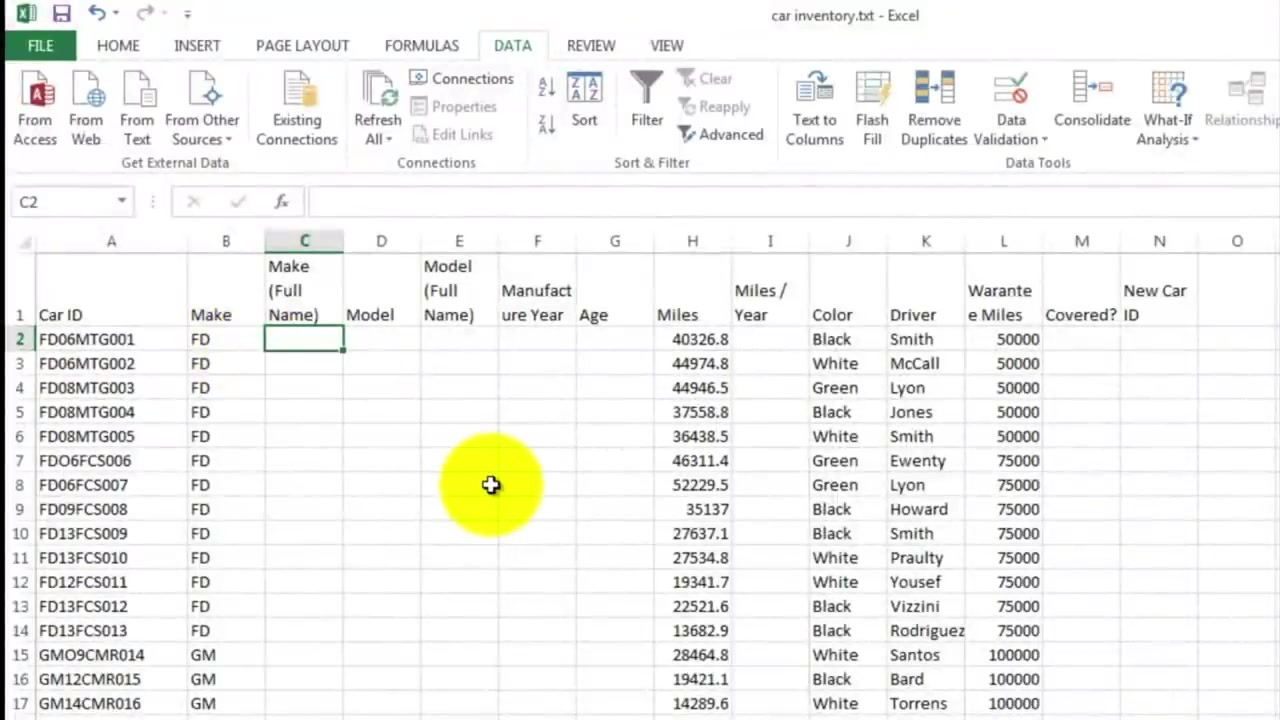 car inventory.txt - Excel
FILE HOME INSERT PAGE LAYOUT FORMULAS DATA REVIEW VIEW
From Access
From Web
From Text
From Other Sources
Get External Data
Existing Connections
Refresh All
Connections
Properties
Edit Links
Connections
Sort
Filter
Clear
Reapply
Advanced
Sort & Filter
Text to Columns
Flash Fill
Remove Duplicates
Data Validation
Consolidate
What-If Analysis
Relationship
Data Tools
C2 fx
A B C D E F G H I J K L M N O
1 Car ID Make Make (Full Name) Model Model (Full Name) Manufacture Year Age Miles Miles / Year Color Driver Warantee Miles Covered? New Car ID
2 FD06MTG001 FD 40326.8 Black Smith 50000
3 FD06MTG002 FD 44974.8 White McCall 50000
4 FD08MTG003 FD 44946.5 Green Lyon 50000
5 FD08MTG004 FD 37558.8 Black Jones 50000
6 FD08MTG005 FD 36438.5 White Smith 50000
7 FDO6FCS006 FD 46311.4 Green Ewenty 75000
8 FD06FCS007 FD 52229.5 Green Lyon 75000
9 FD09FCS008 FD 35137 Black Howard 75000
10 FD13FCS009 FD 27637.1 Black Smith 75000
11 FD13FCS010 FD 27534.8 White Praulty 75000
12 FD12FCS011 FD 19341.7 White Yousef 75000
13 FD13FCS012 FD 22521.6 Black Vizzini 75000
14 FD13FCS013 FD 13682.9 Black Rodriguez 75000
15 GMO9CMR014 GM 28464.8 White Santos 100000
16 GM12CMR015 GM 19421.1 Black Bard 100000
17 GM14CMR016 GM 14289.6 White Torrens 100000